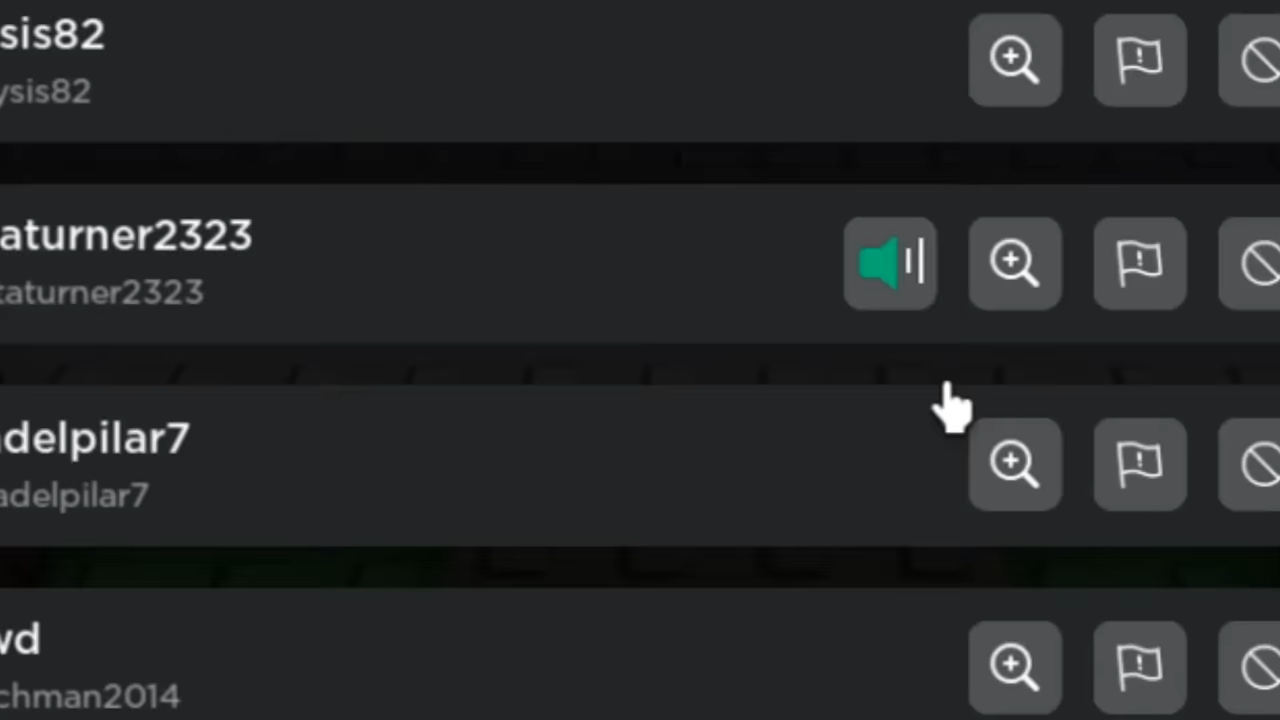 sis82
ysis82
aturner2323
taturner2323
adelpilar7
adelpilar7
wd
chman2014